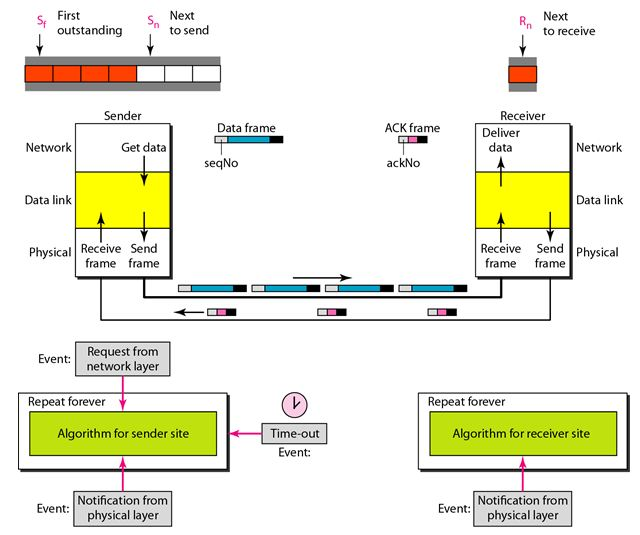 Sf First outstanding
Sn Next to send
Rn Next to receive
Sender
Receiver
Network
Get data
Data frame
seqNo
ACK frame
ackNo
Deliver data
Network
Data link
Data link
Physical
Receive frame
Send frame
Receive frame
Send frame
Physical
Event:
Request from
network layer
Repeat forever
Algorithm for sender site
Time-out
Event:
Event:
Notification from
physical layer
Repeat forever
Algorithm for receiver site
Event:
Notification from
physical layer